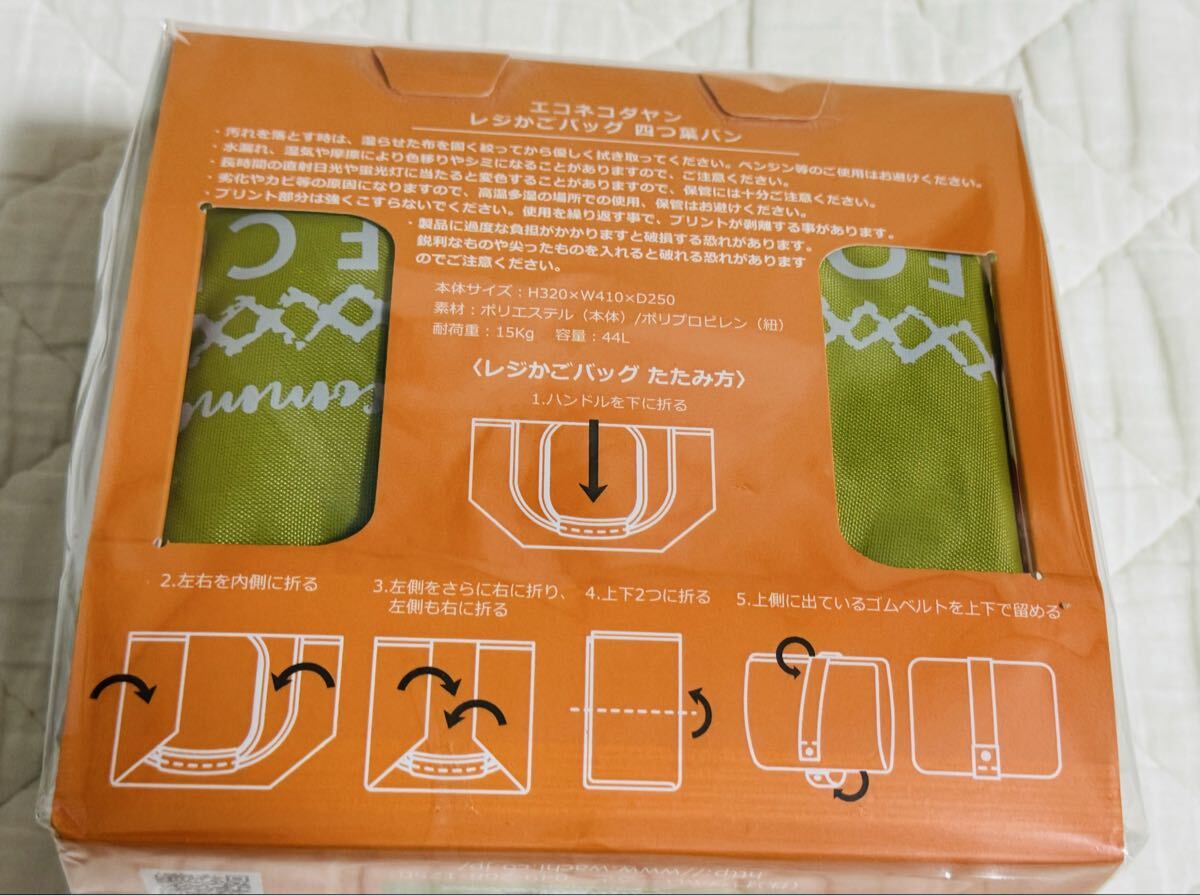 エコネコダヤン
レジかごバッグ 四つ葉パン
・汚れを落とす時は、湿らせた布を固く絞ってから優しく拭き取ってください。ベンジン等のご使用はお避けください。
・水漏れ、湿気や摩擦により色移りやシミになることがありますので、ご注意ください。
・長時間の直射日光や蛍光灯に当たると変色することがありますので、保管には十分ご注意ください。
・劣化やカビ等の原因になりますので、高温多湿の場所での使用、保管はお避けください。
・プリント部分は強くこすらないでください。使用を繰り返す事で、プリントが剥離する事があります。
・製品に過度な負担がかかりますと破損する恐れがあります。
鋭利なものや尖ったものを入れると破れる恐れがあります
のでご注意ください。
本体サイズ：H320×W410×D250
素材：ポリエステル（本体）/ポリプロピレン（紐）
耐荷重：15Kg 容量：44L
〈レジかごバッグ たたみ方〉
1.ハンドルを下に折る
2.左右を内側に折る
3.左側をさらに右に折り、
左側も右に折る
4.上下2つに折る
5.上側に出ているゴムベルトを上下で留める
EC
EC
http://www.wachi.co.jp/